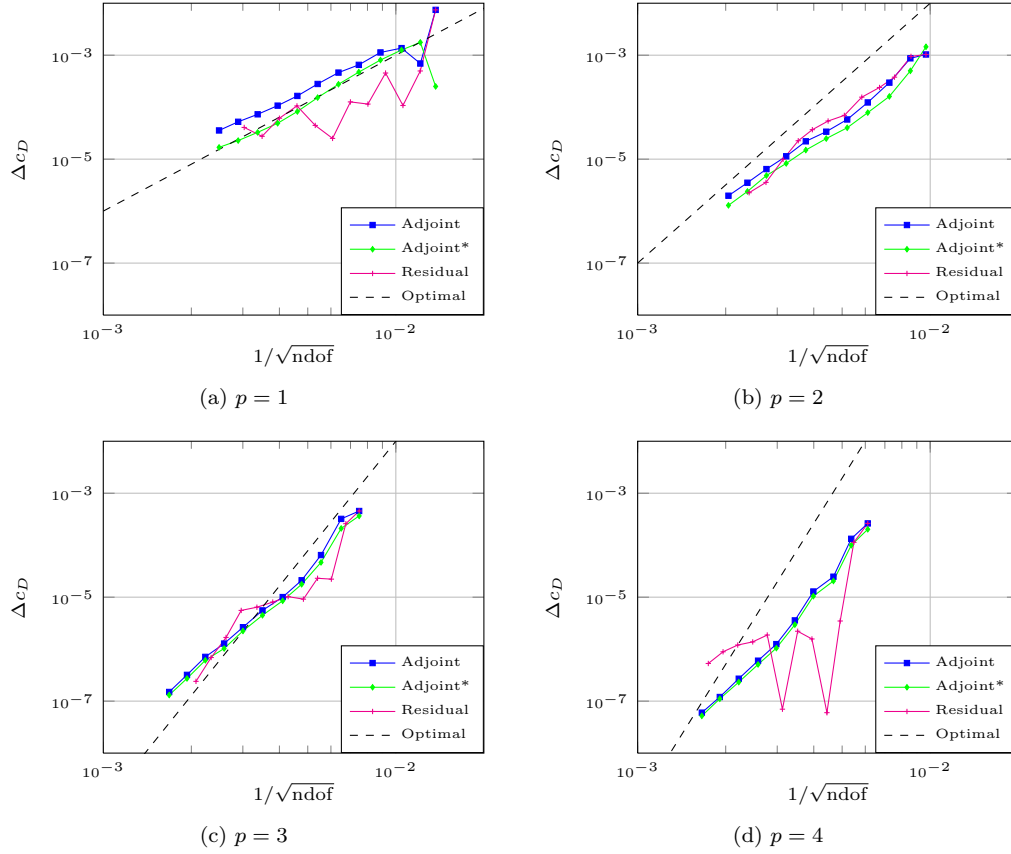 10⁻³
10⁻⁵
10⁻⁷
Δc_D
Adjoint
Adjoint*
Residual
Optimal
10⁻³
10⁻²
1/√ndof
(a) p = 1
10⁻³
10⁻⁵
10⁻⁷
Δc_D
Adjoint
Adjoint*
Residual
Optimal
10⁻³
10⁻²
1/√ndof
(b) p = 2
10⁻³
10⁻⁵
10⁻⁷
Δc_D
Adjoint
Adjoint*
Residual
Optimal
10⁻³
10⁻²
1/√ndof
(c) p = 3
10⁻³
10⁻⁵
10⁻⁷
Δc_D
Adjoint
Adjoint*
Residual
Optimal
10⁻³
10⁻²
1/√ndof
(d) p = 4